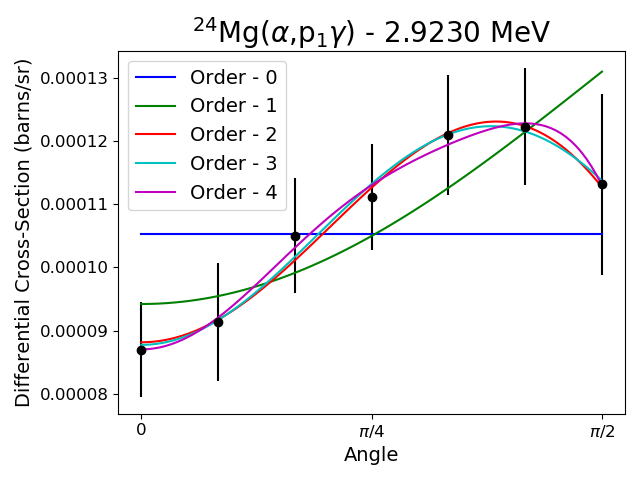 ²⁴Mg(α,p₁γ) - 2.9230 MeV
Differential Cross-Section (barns/sr)
0.00013
0.00012
0.00011
0.00010
0.00009
0.00008
Order - 0
Order - 1
Order - 2
Order - 3
Order - 4
0
π/4
π/2
Angle